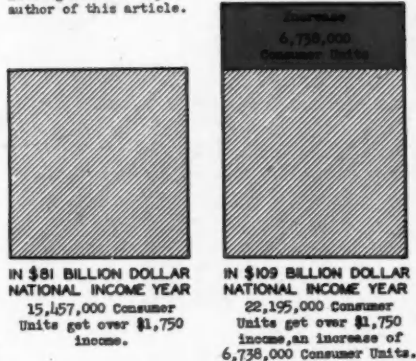 author of this article.
Increase
6,738,000
Consumer Units
IN $81 BILLION DOLLAR
NATIONAL INCOME YEAR
15,457,000 Consumer
Units get over $1,750
income.
IN $109 BILLION DOLLAR
NATIONAL INCOME YEAR
22,195,000 Consumer
Units get over $1,750
income,an increase of
6,738,000 Consumer Units.